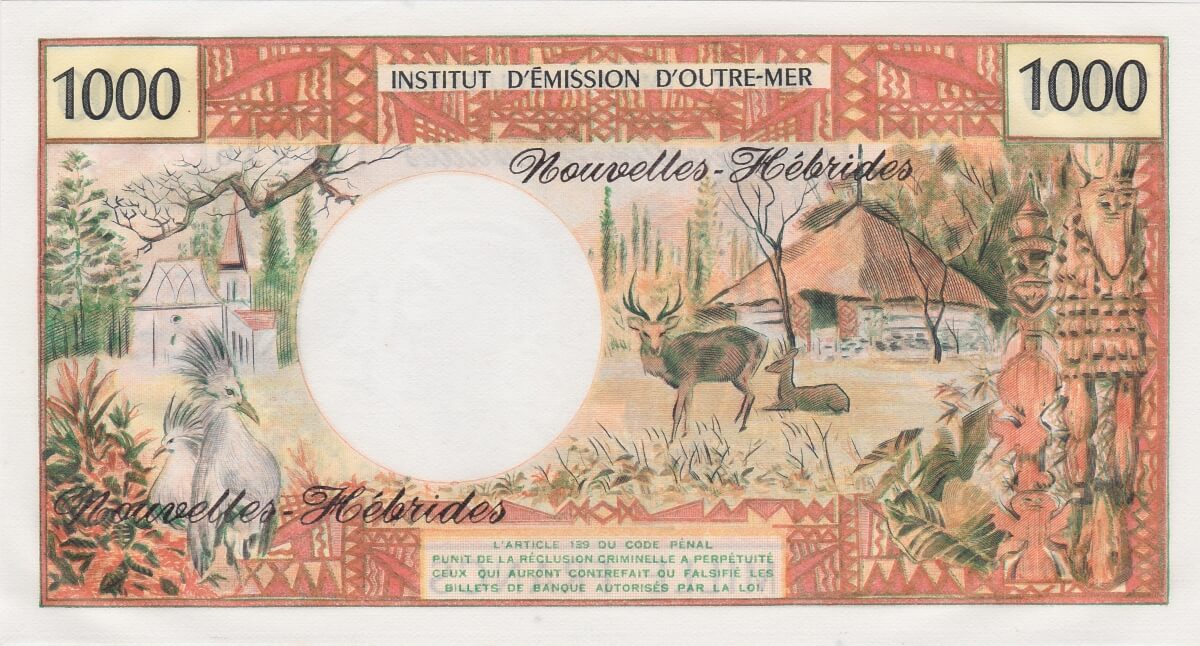 1000
INSTITUT D'ÉMISSION D'OUTRE-MER
1000
Nouvelles-Hébrides
Nouvelles-Hébrides
L'ARTICLE 139 DU CODE PÉNAL
PUNIT DE LA RÉCLUSION CRIMINELLE A PERPÉTUITÉ
CEUX QUI AURONT CONTREFAIT OU FALSIFIÉ LES
BILLETS DE BANQUE AUTORISÉS PAR LA LOI.